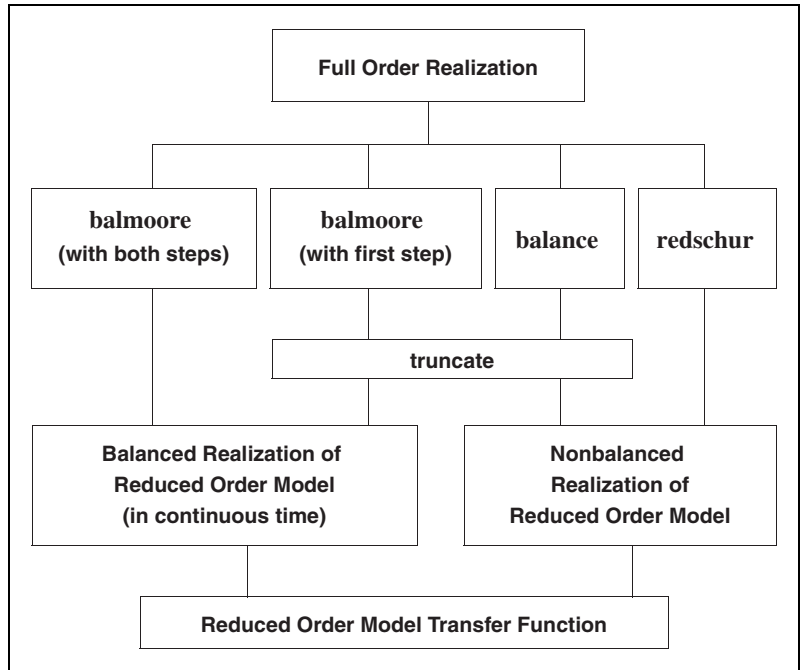 Full Order Realization
balmoore
(with both steps)
balmoore
(with first step)
balance
redschur
truncate
Balanced Realization of
Reduced Order Model
(in continuous time)
Nonbalanced
Realization of
Reduced Order Model
Reduced Order Model Transfer Function